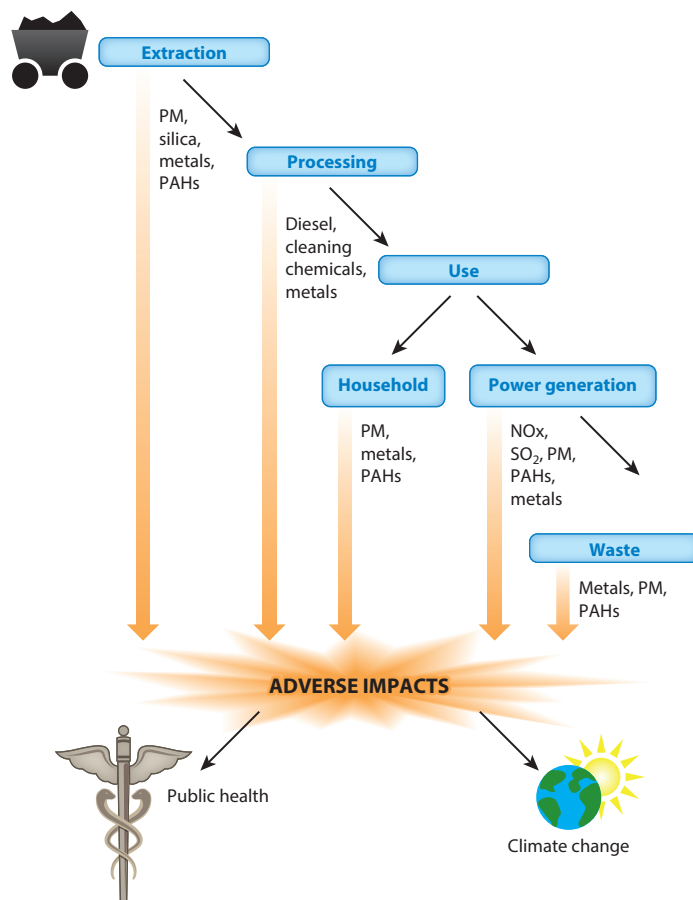 Extraction
PM,
silica,
metals,
PAHs
Processing
Diesel,
cleaning
chemicals,
metals
Use
Household
Power generation
PM,
metals,
PAHs
NOx,
SO₂, PM,
PAHs,
metals
Waste
Metals, PM,
PAHs
ADVERSE IMPACTS
Public health
Climate change